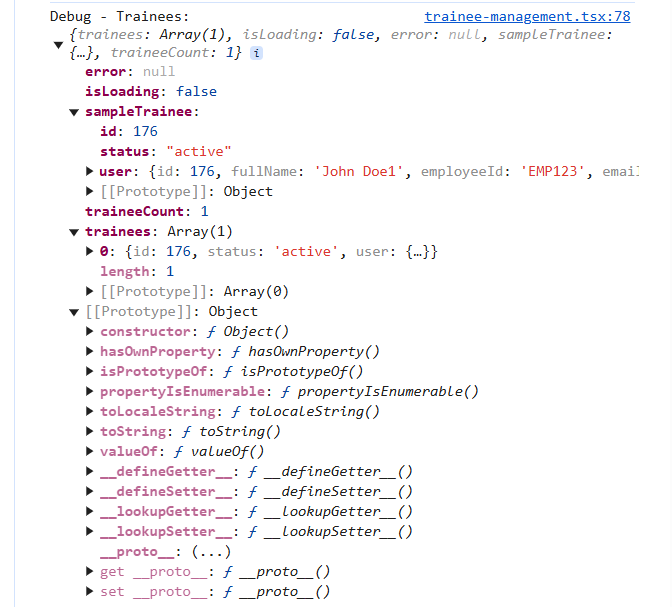 Debug - Trainees: trainee-management.tsx:78
{trainees: Array(1), isLoading: false, error: null, sampleTrainee:
{…}, traineeCount: 1} i
error: null
isLoading: false
sampleTrainee:
id: 176
status: "active"
user: {id: 176, fullName: 'John Doe1', employeeId: 'EMP123', email
[[Prototype]]: Object
traineeCount: 1
trainees: Array(1)
0: {id: 176, status: 'active', user: {…}}
length: 1
[[Prototype]]: Array(0)
[[Prototype]]: Object
constructor: ƒ Object()
hasOwnProperty: ƒ hasOwnProperty()
isPrototypeOf: ƒ isPrototypeOf()
propertyIsEnumerable: ƒ propertyIsEnumerable()
toLocaleString: ƒ toLocaleString()
toString: ƒ toString()
valueOf: ƒ valueOf()
__defineGetter__: ƒ __defineGetter__()
__defineSetter__: ƒ __defineSetter__()
__lookupGetter__: ƒ __lookupGetter__()
__lookupSetter__: ƒ __lookupSetter__()
__proto__: (...)
get __proto__: ƒ __proto__()
set __proto__: ƒ __proto__()